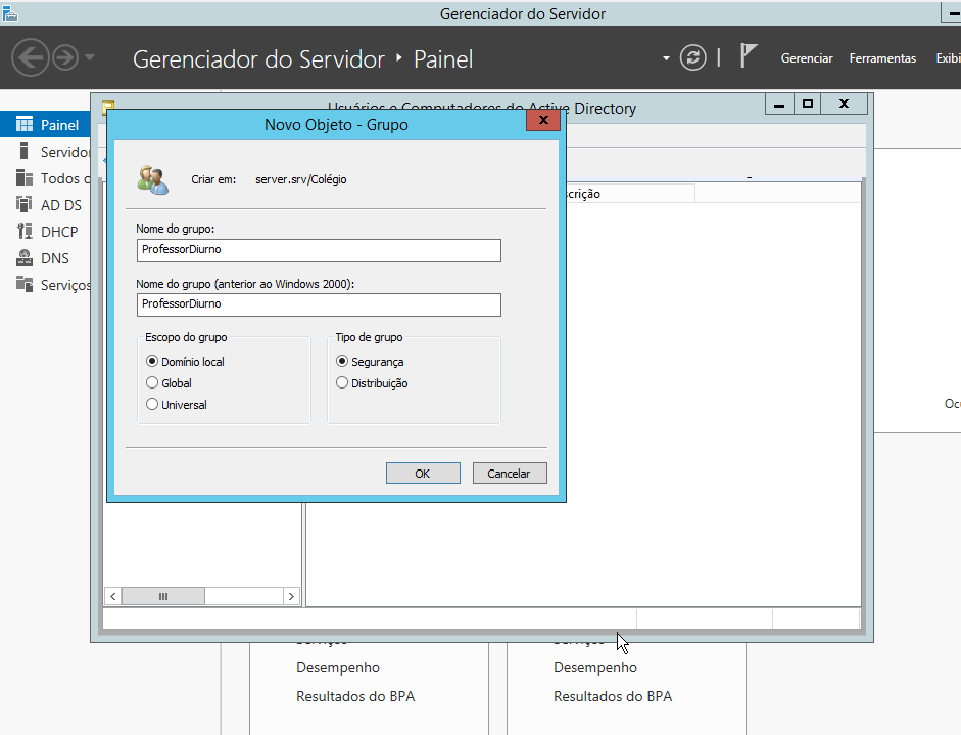 Gerenciador do Servidor
Gerenciador do Servidor ‣ Painel
Gerenciar Ferramentas Exibi
Usuários e Computadores do Active Directory
Painel
Servido
Todos o
AD DS
DHCP
DNS
Serviços
Novo Objeto - Grupo
Criar em: server.srv/Colégio
scrição
Nome do grupo:
ProfessorDiurno
Nome do grupo (anterior ao Windows 2000):
ProfessorDiurno
Escopo do grupo
Domínio local
Global
Universal
Tipo de grupo
Segurança
Distribuição
OK Cancelar
Ocu
Serviços Serviços
Desempenho Desempenho
Resultados do BPA Resultados do BPA